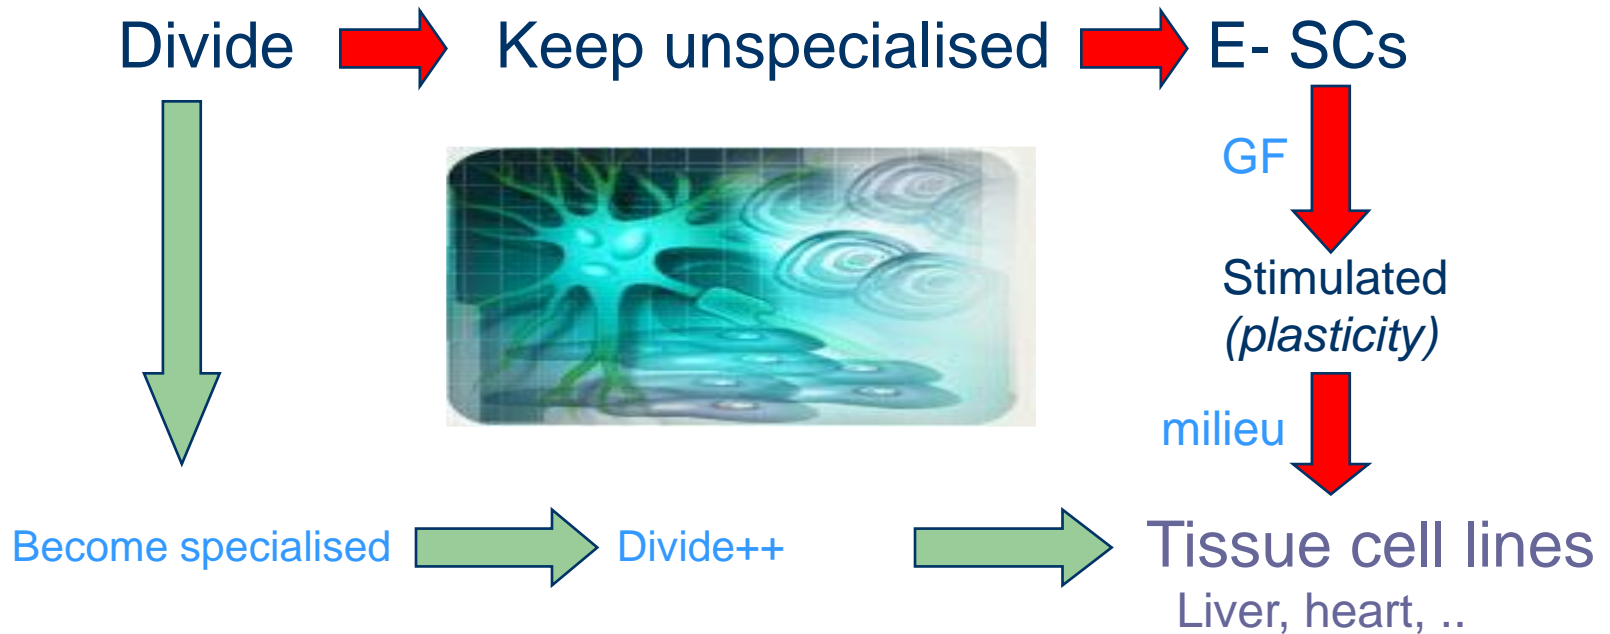 Divide Keep unspecialised E- SCs
GF
Stimulated
(plasticity)
milieu
Become specialised Divide++ Tissue cell lines
Liver, heart, ..